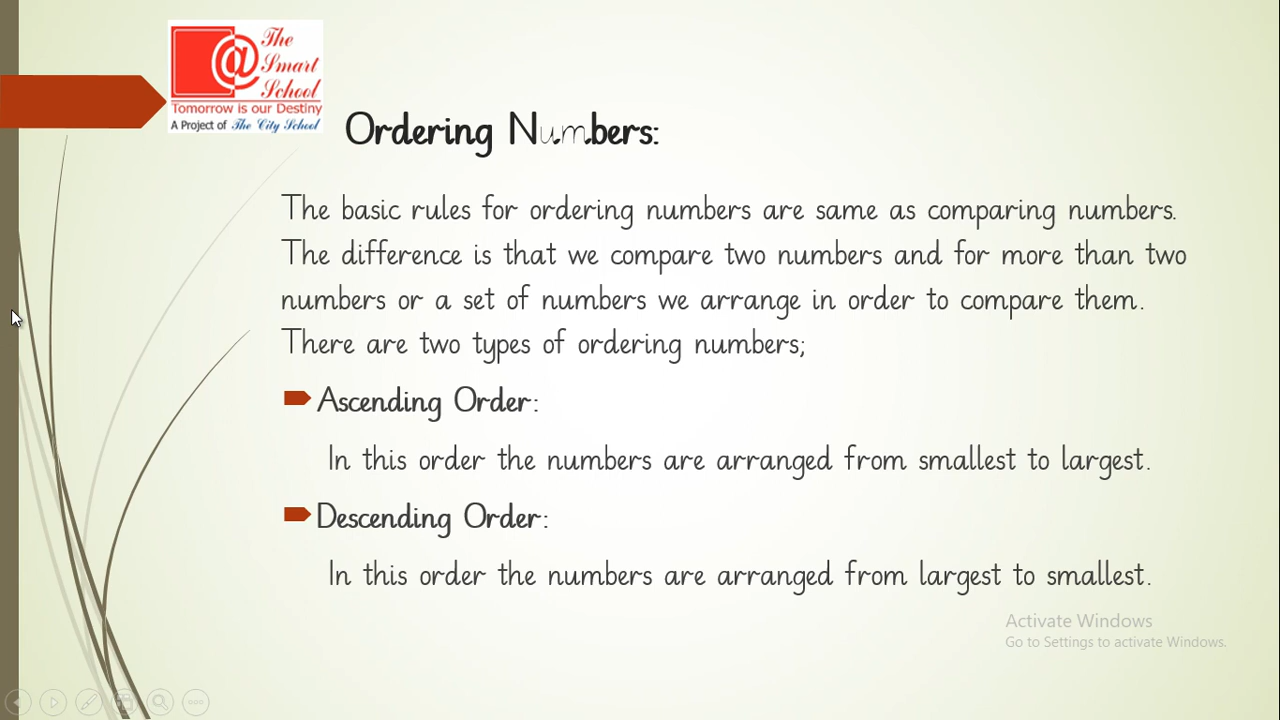 The
Smart
School
Tomorrow is our Destiny
A Project of The City School
Ordering Numbers:
The basic rules for ordering numbers are same as comparing numbers.
The difference is that we compare two numbers and for more than two
numbers or a set of numbers we arrange in order to compare them.
There are two types of ordering numbers;
Ascending Order:
In this order the numbers are arranged from smallest to largest.
Descending Order:
In this order the numbers are arranged from largest to smallest.
Activate Windows
Go to Settings to activate Windows.